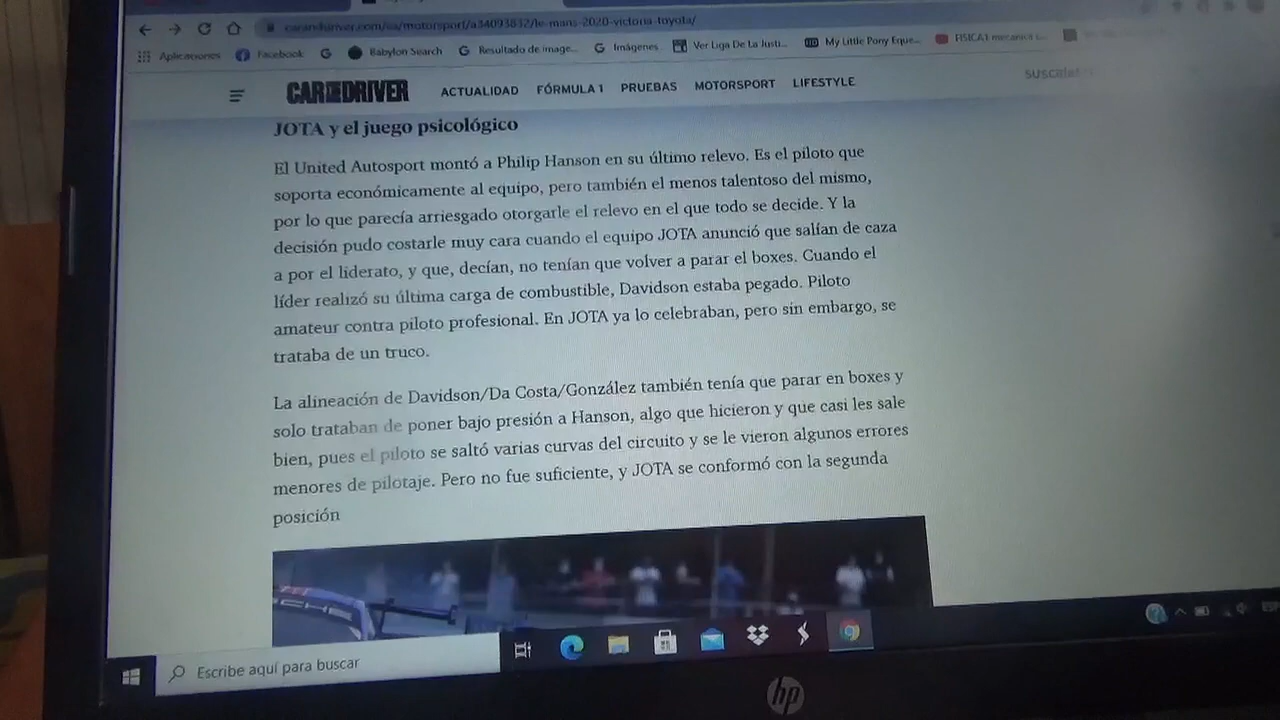 caranddriver.com/es/motorsport/a34093832/le-mans-2020-victoria-toyota/
Aplicaciones
Facebook
Babylon Search
Resultado de image...
Imágenes
Ver Liga De La Justi...
My Little Pony Eque...
FISICA1 mecanica
CAR AND DRIVER
ACTUALIDAD
FÓRMULA 1
PRUEBAS
MOTORSPORT
LIFESTYLE
JOTA y el juego psicológico
El United Autosport montó a Philip Hanson en su último relevo. Es el piloto que
soporta económicamente al equipo, pero también el menos talentoso del mismo,
por lo que parecía arriesgado otorgarle el relevo en el que todo se decide. Y la
decisión pudo costarle muy cara cuando el equipo JOTA anunció que salían de caza
a por el liderato, y que, decían, no tenían que volver a parar el boxes. Cuando el
líder realizó su última carga de combustible, Davidson estaba pegado. Piloto
amateur contra piloto profesional. En JOTA ya lo celebraban, pero sin embargo, se
trataba de un truco.
La alineación de Davidson/Da Costa/González también tenía que parar en boxes y
solo trataban de poner bajo presión a Hanson, algo que hicieron y que casi les sale
bien, pues el piloto se saltó varias curvas del circuito y se le vieron algunos errores
menores de pilotaje. Pero no fue suficiente, y JOTA se conformó con la segunda
posición
Escribe aquí para buscar
hp